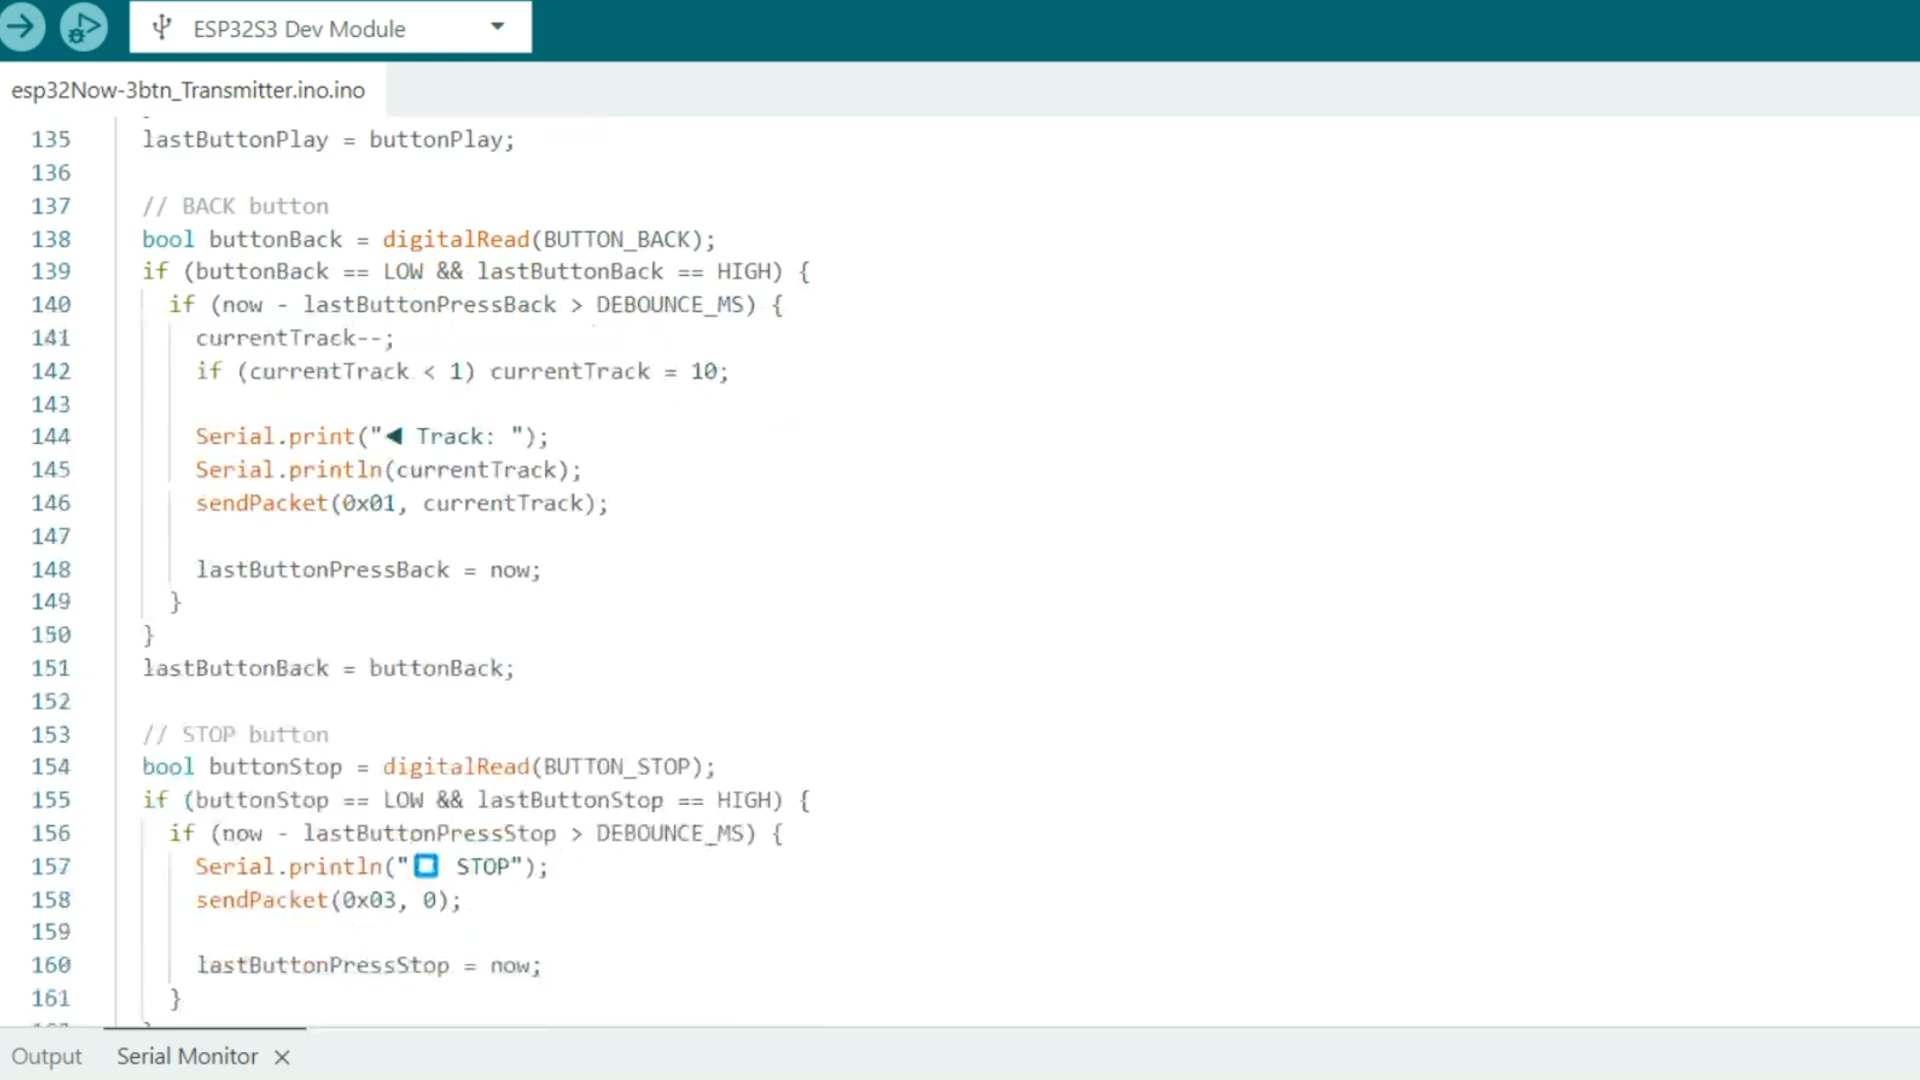 ESP32S3 Dev Module
esp32Now-3btn_Transmitter.ino.ino
135 lastButtonPlay = buttonPlay;
136
137 // BACK button
138 bool buttonBack = digitalRead(BUTTON_BACK);
139 if (buttonBack == LOW && lastButtonBack == HIGH) {
140 if (now - lastButtonPressBack > DEBOUNCE_MS) {
141 currentTrack--;
142 if (currentTrack < 1) currentTrack = 10;
143
144 Serial.print("◀ Track: ");
145 Serial.println(currentTrack);
146 sendPacket(0x01, currentTrack);
147
148 lastButtonPressBack = now;
149 }
150 }
151 lastButtonBack = buttonBack;
152
153 // STOP button
154 bool buttonStop = digitalRead(BUTTON_STOP);
155 if (buttonStop == LOW && lastButtonStop == HIGH) {
156 if (now - lastButtonPressStop > DEBOUNCE_MS) {
157 Serial.println("⏹ STOP");
158 sendPacket(0x03, 0);
159
160 lastButtonPressStop = now;
161 }
Output Serial Monitor ×